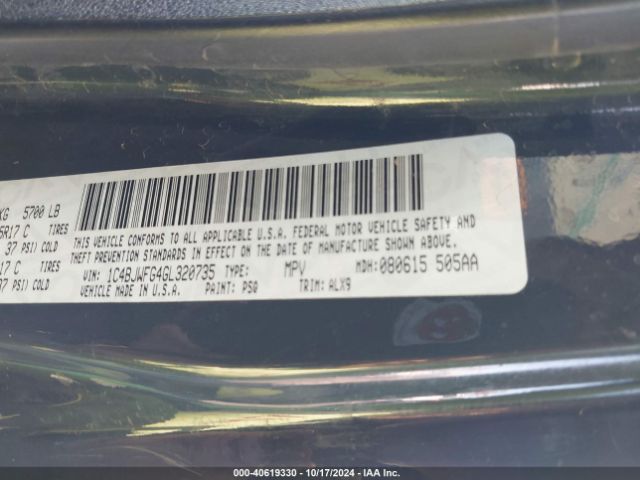 KG 5700 LB
5R17 C TIRES
37 PSI) COLD
17 C TIRES
37 PSI) COLD
THIS VEHICLE CONFORMS TO ALL APPLICABLE U.S.A. FEDERAL MOTOR VEHICLE SAFETY AND
THEFT PREVENTION STANDARDS IN EFFECT ON THE DATE OF MANUFACTURE SHOWN ABOVE.
VIN: 1C4BJWFG4GL320735 TYPE: MPV MDH: 080615 505AA
VEHICLE MADE IN U.S.A. PAINT: PSQ TRIM: ALX9
000-40619330 - 10/17/2024 - IAA Inc.